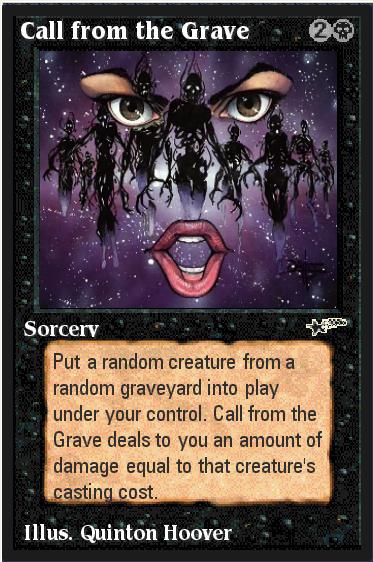 Call from the Grave 2
Sorcery
Put a random creature from a
random graveyard into play
under your control. Call from the
Grave deals to you an amount of
damage equal to that creature's
casting cost.
Illus. Quinton Hoover